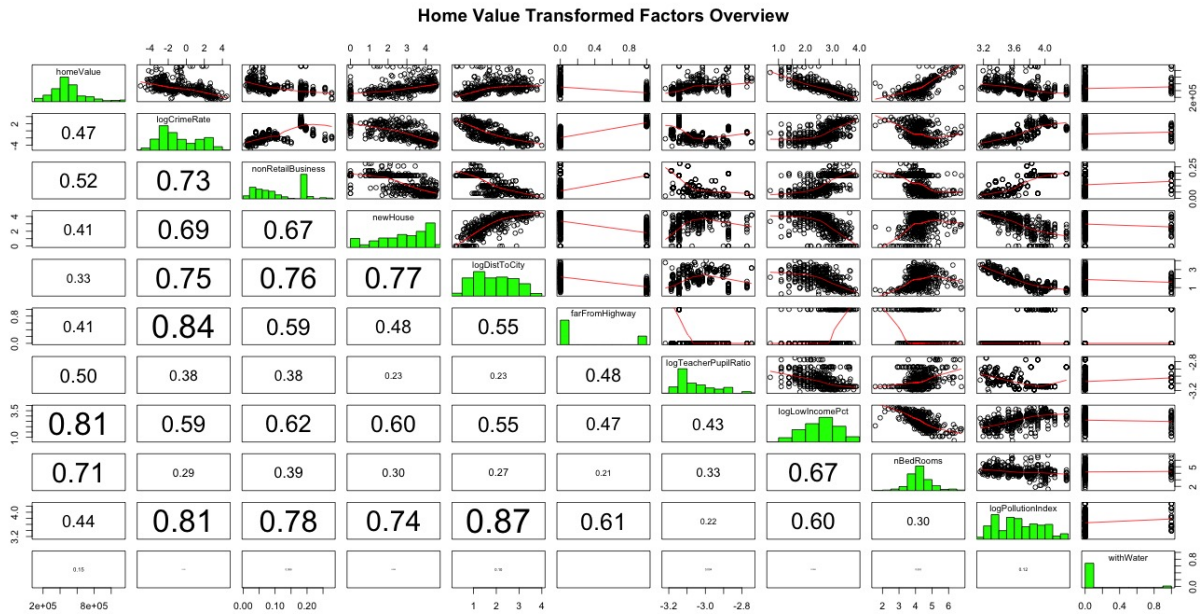 Home Value Transformed Factors Overview
-4 -2 0 2 4
0 1 2 3 4
0.0 0.4 0.8
1.0 2.0 3.0 4.0
3.2 3.6 4.0
homeValue
2e+05
0.47
logCrimeRate
-4 2
0.52
0.73
nonRetailBusiness
0.00 0.25
0.41
0.69
0.67
newHouse
0 2 4
0.33
0.75
0.76
0.77
logDistToCity
1 3
0.41
0.84
0.59
0.48
0.55
farFromHighway
0.0 0.8
0.50
0.38
0.38
0.23
0.23
0.48
logTeacherPupilRatio
-3.2 -2.8
0.81
0.59
0.62
0.60
0.55
0.47
0.43
logLowIncomePct
1.0 3.5
0.71
0.29
0.39
0.30
0.27
0.21
0.33
0.67
nBedRooms
2 5
0.44
0.81
0.78
0.74
0.87
0.61
0.22
0.60
0.30
logPollutionIndex
3.2 4.0
0.15
0.12
withWater
0.0 0.8
2e+05 8e+05
0.00 0.10 0.20
0 1 2 3 4
-3.2 -3.0 -2.8
2 3 4 5 6
0.0 0.4 0.8